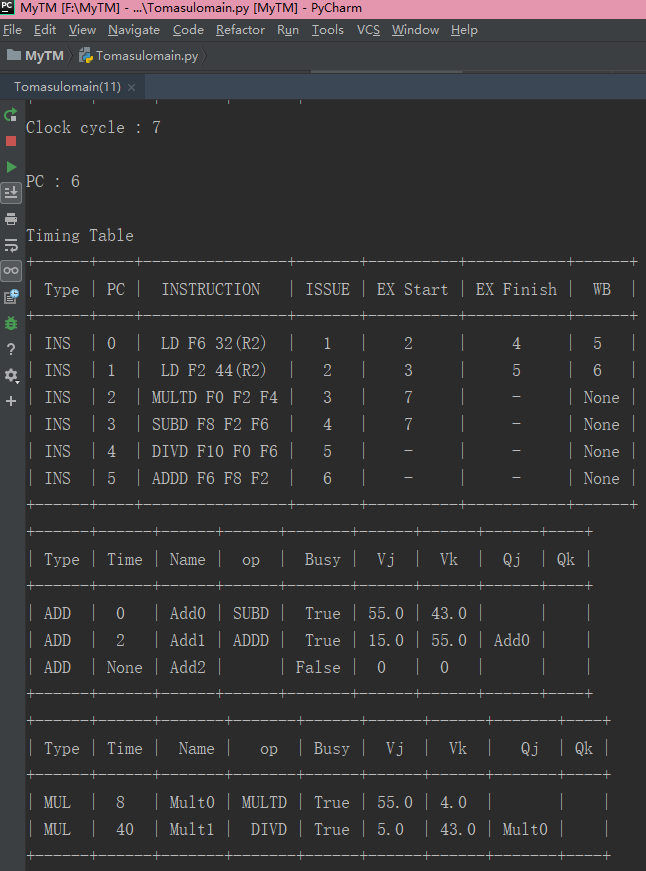 MyTM [F:\MyTM] - ...\Tomasulomain.py [MyTM] - PyCharm
File Edit View Navigate Code Refactor Run Tools VCS Window Help
MyTM Tomasulomain.py
Tomasulomain(11) ×
Clock cycle : 7
PC : 6
Timing Table
+------+----+----------------+-------+----------+-----------+------+
| Type | PC | INSTRUCTION | ISSUE | EX Start | EX Finish | WB |
+------+----+----------------+-------+----------+-----------+------+
| INS | 0 | LD F6 32(R2) | 1 | 2 | 4 | 5
| INS | 1 | LD F2 44(R2) | 2 | 3 | 5 | 6
| INS | 2 | MULTD F0 F2 F4 | 3 | 7 | - | None |
| INS | 3 | SUBD F8 F2 F6 | 4 | 7 | - | None |
| INS | 4 | DIVD F10 F0 F6 | 5 | - | - | None |
| INS | 5 | ADDD F6 F8 F2 | 6 | - | - | None |
+------+----+----------------+-------+----------+-----------+------+
+------+------+------+------+-------+------+------+------+----+
| Type | Time | Name | op | Busy | Vj | Vk | Qj | Qk |
+------+------+------+------+-------+------+------+------+----+
| ADD | 0 | Add0 | SUBD | True | 55.0 | 43.0 | | |
| ADD | 2 | Add1 | ADDD | True | 15.0 | 55.0 | Add0 | |
| ADD | None | Add2 | | False | 0 | 0 | | |
+------+------+------+------+-------+------+------+------+----+
+------+------+-------+-------+------+------+------+-------+----+
| Type | Time | Name | op | Busy | Vj | Vk | Qj | Qk |
+------+------+-------+-------+------+------+------+-------+----+
| MUL | 8 | Mult0 | MULTD | True | 55.0 | 4.0 | | |
| MUL | 40 | Mult1 | DIVD | True | 5.0 | 43.0 | Mult0 | |
+------+------+-------+-------+------+------+------+-------+----+